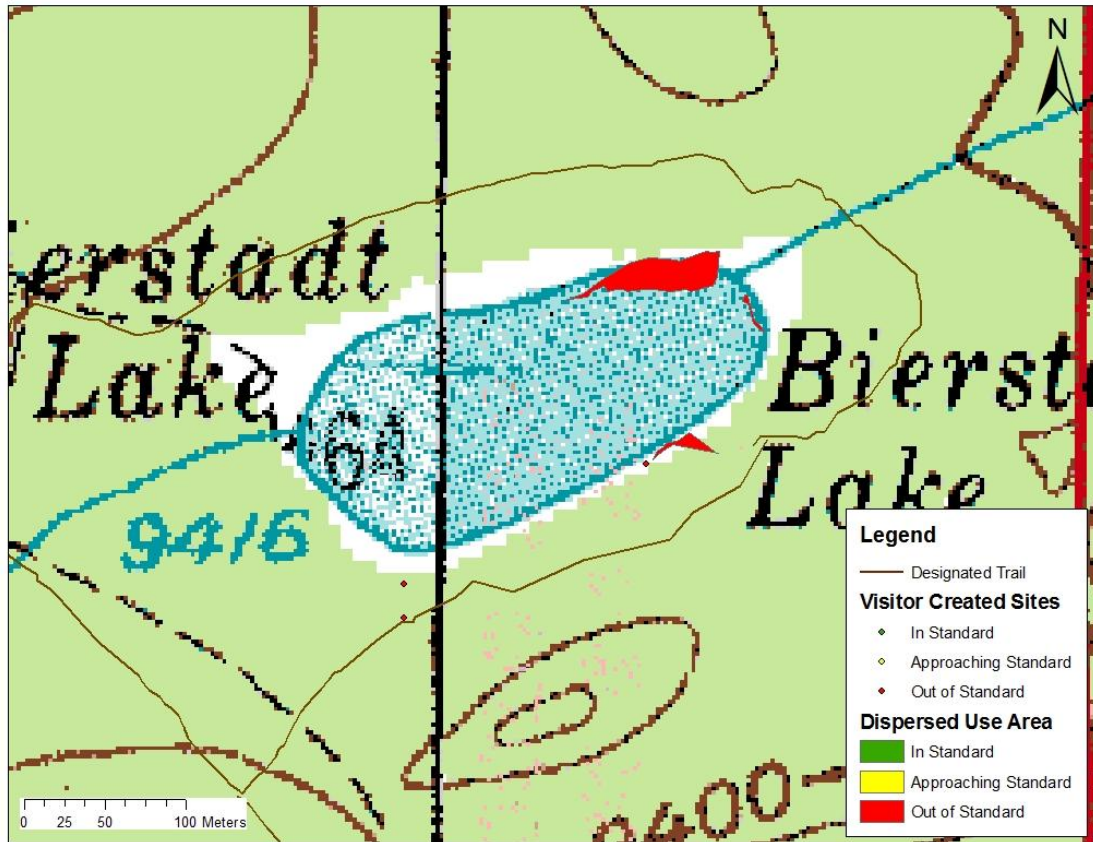 N
erstadt
Lake
64
Bierst
Lake
9416
9400
Legend
Designated Trail
Visitor Created Sites
In Standard
Approaching Standard
Out of Standard
Dispersed Use Area
In Standard
Approaching Standard
Out of Standard
0 25 50 100 Meters